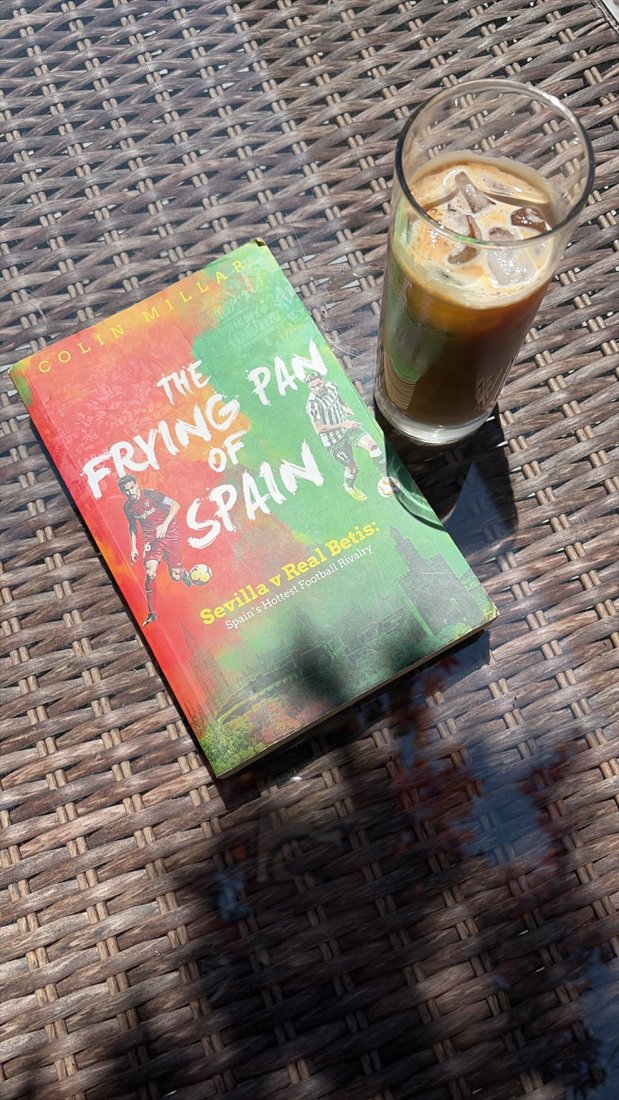 COLIN MILLAR
THE
FRYING PAN
OF
SPAIN
Sevilla v Real Betis:
Spain's Hottest Football Rivalry